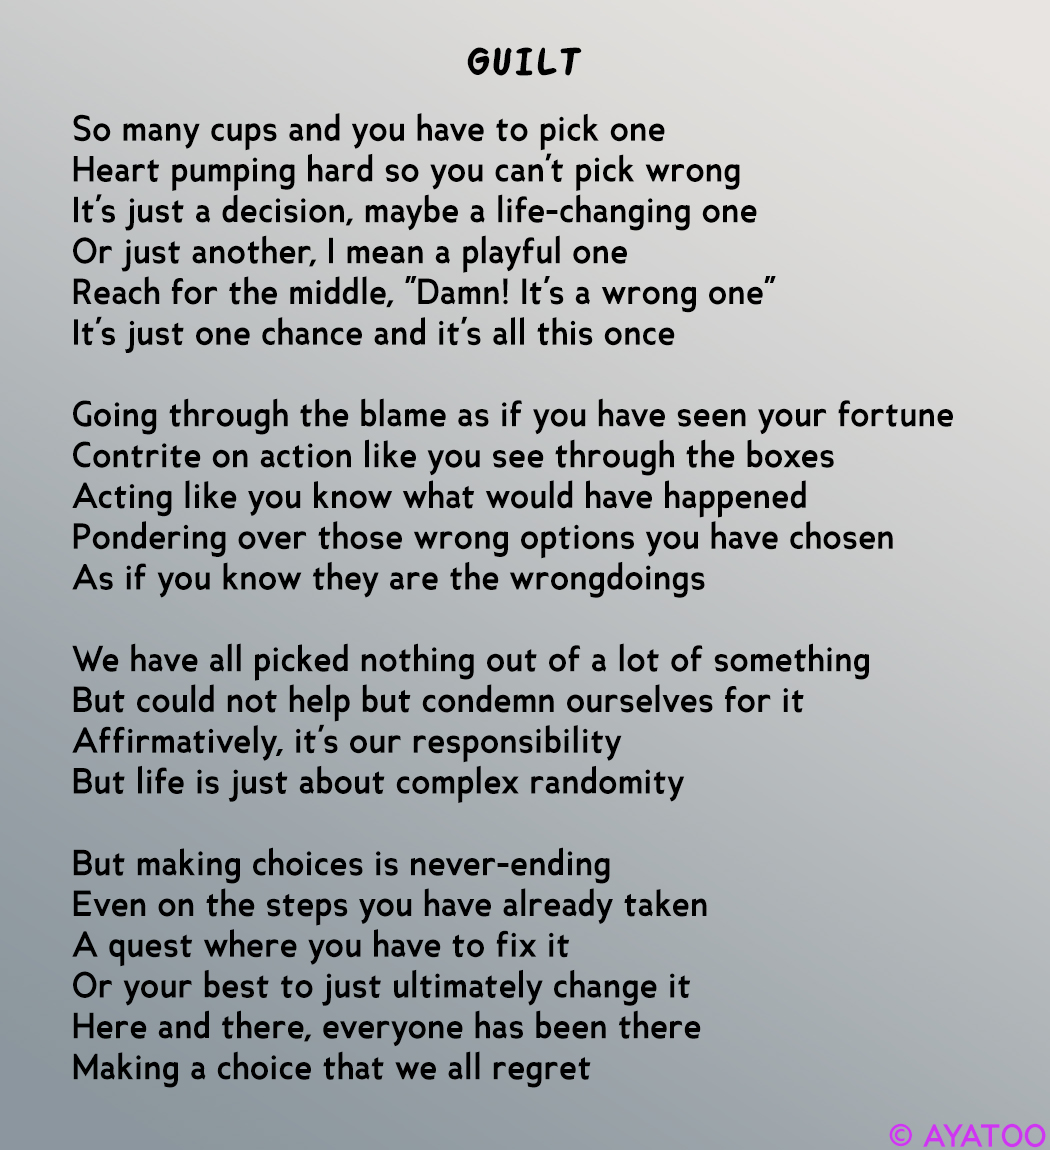 GUILT
So many cups and you have to pick one
Heart pumping hard so you can't pick wrong
It's just a decision, maybe a life-changing one
Or just another, I mean a playful one
Reach for the middle, "Damn! It's a wrong one"
It's just one chance and it's all this once
Going through the blame as if you have seen your fortune
Contrite on action like you see through the boxes
Acting like you know what would have happened
Pondering over those wrong options you have chosen
As if you know they are the wrongdoings
We have all picked nothing out of a lot of something
But could not help but condemn ourselves for it
Affirmatively, it's our responsibility
But life is just about complex randomity
But making choices is never-ending
Even on the steps you have already taken
A quest where you have to fix it
Or your best to just ultimately change it
Here and there, everyone has been there
Making a choice that we all regret
© AYATOO